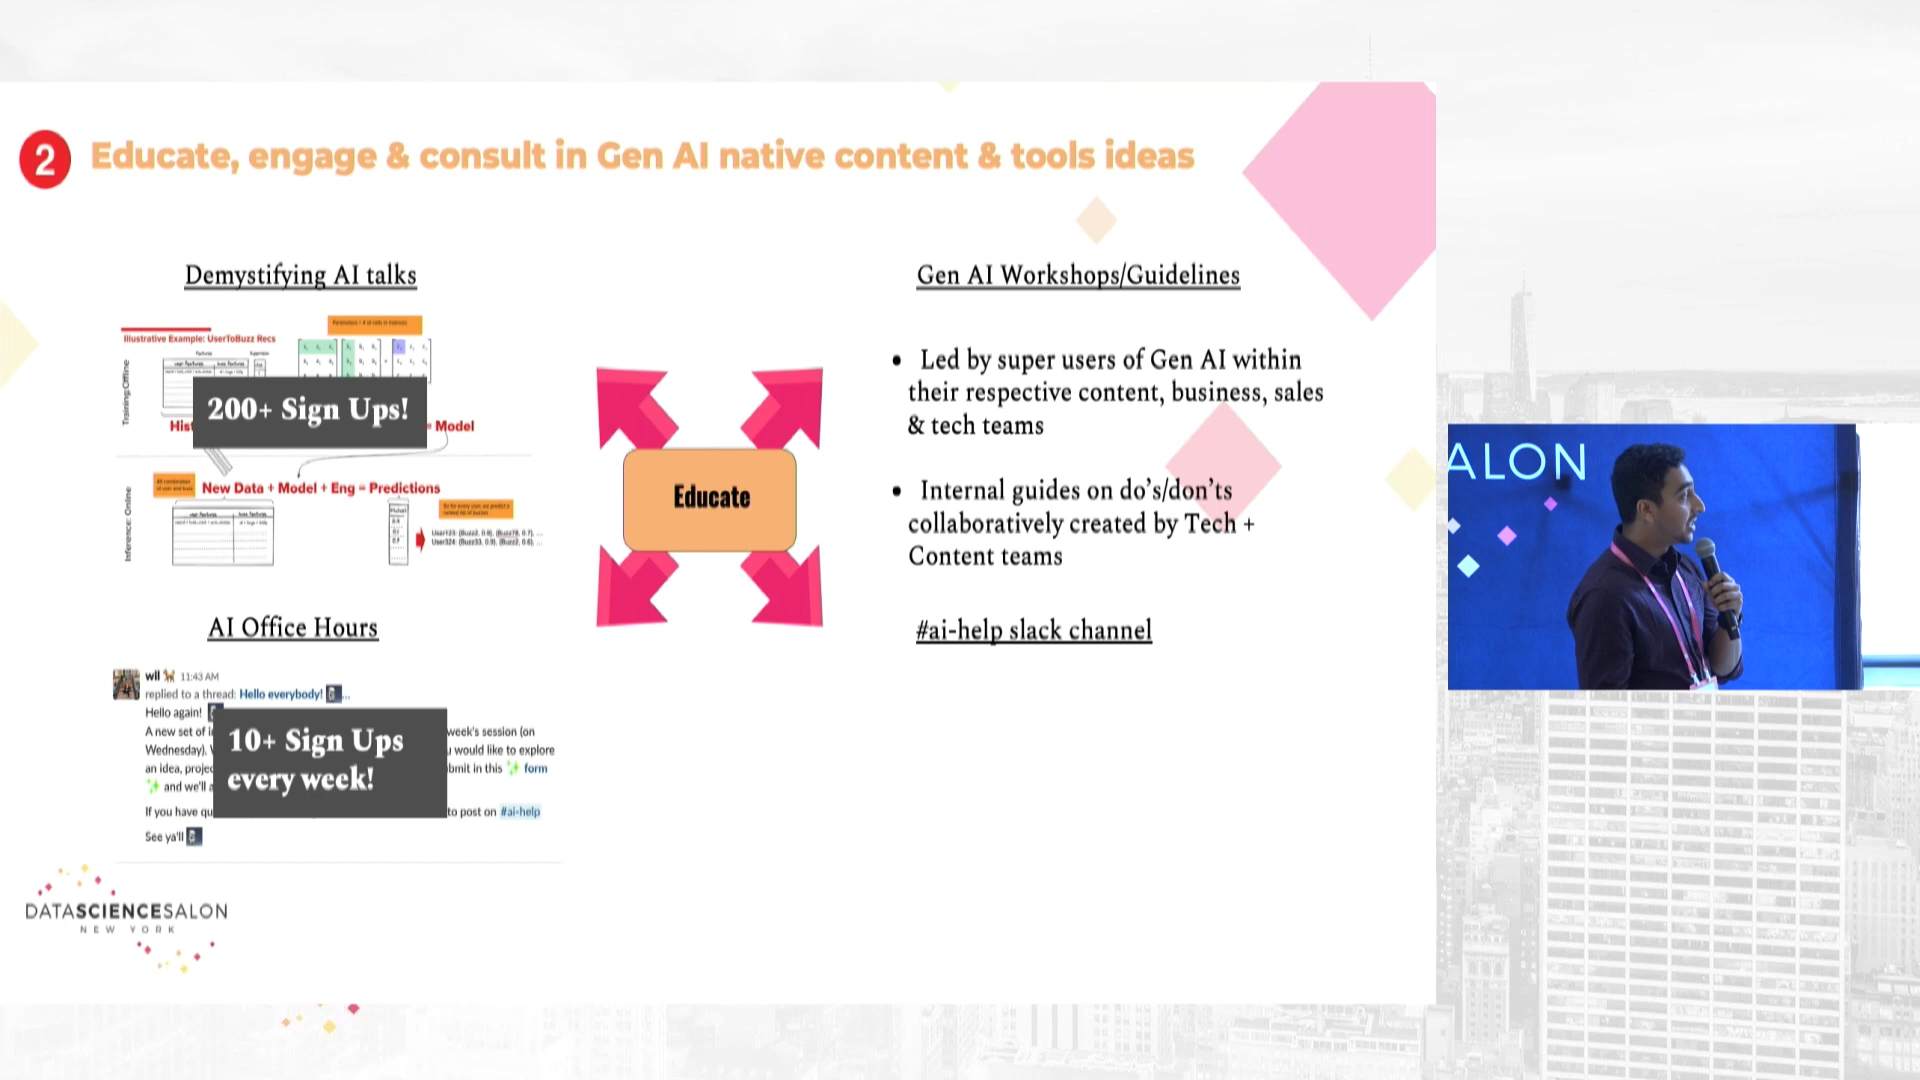 2
Educate, engage & consult in Gen AI native content & tools ideas
Demystifying AI talks
Illustrative Example: UserToBuzz Recs
Training:Offline
200+ Sign Ups!
Model
New Data + Model + Eng = Predictions
Inference: Online
AI Office Hours
wil 11:43 AM
replied to a thread: Hello everybody!
Hello again!
A new set of
week's session (on
Wednesday).
would like to explore
an idea,
bmit in this form
and we'll
10+ Sign Ups
every week!
If you have qu
to post on #ai-help
See ya'll
Educate
Gen AI Workshops/Guidelines
• Led by super users of Gen AI within
their respective content, business, sales
& tech teams
• Internal guides on do's/don'ts
collaboratively created by Tech +
Content teams
#ai-help slack channel
DATASCIENCESALON
NEW YORK
ALON